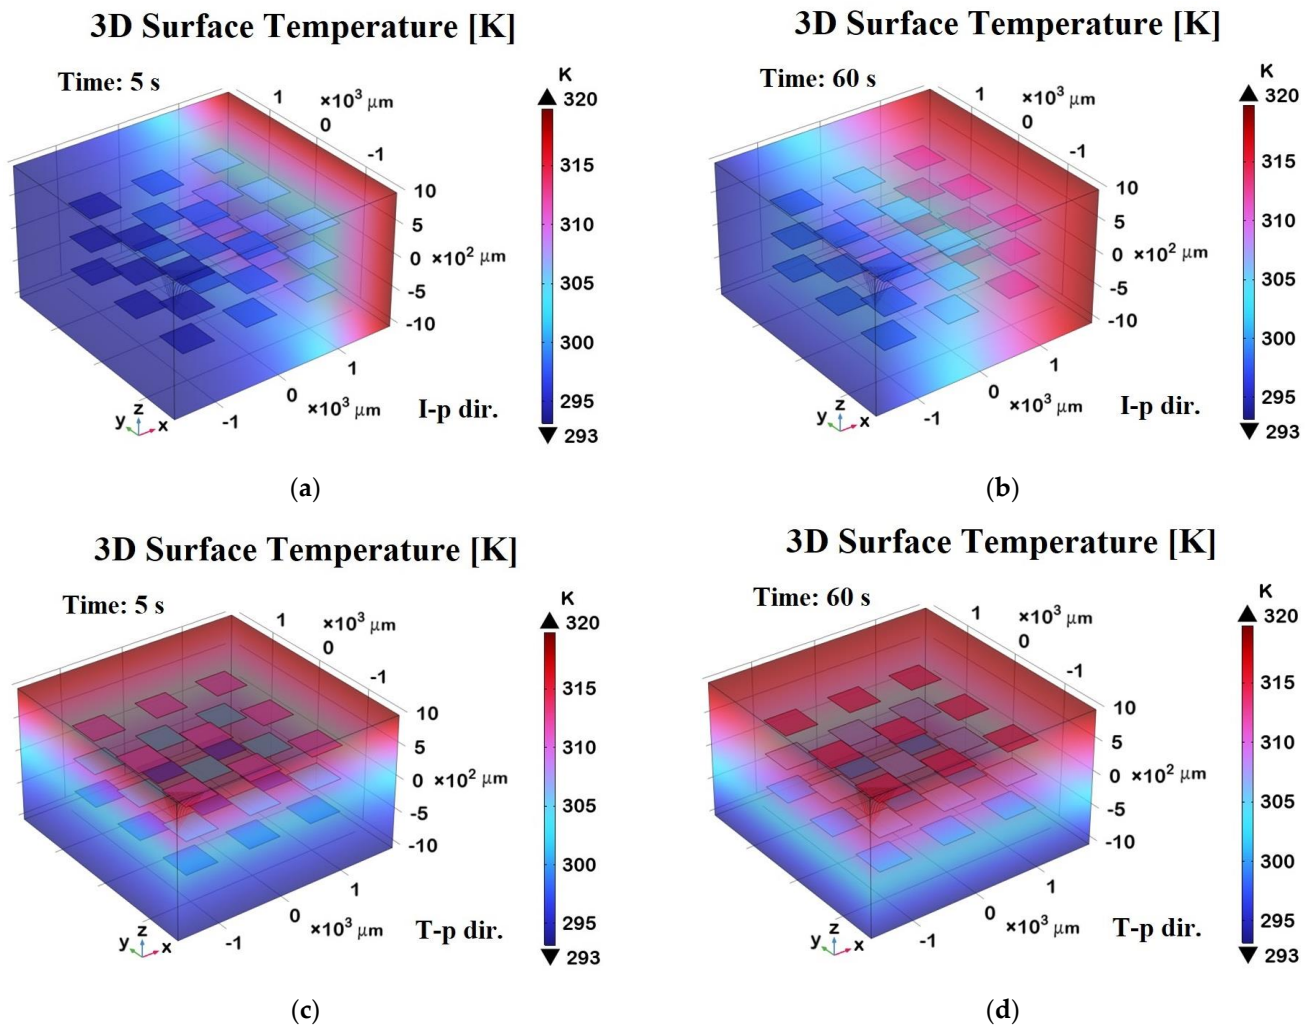 3D Surface Temperature [K]
Time: 5 s
K
320
315
310
305
300
295
293
1
×10³ µm
0
-1
10
5
0 ×10² µm
-5
-10
1
0 ×10³ µm
-1
y z x
I-p dir.
(a)
3D Surface Temperature [K]
Time: 60 s
K
320
315
310
305
300
295
293
1
×10³ µm
0
-1
10
5
0 ×10² µm
-5
-10
1
0 ×10³ µm
-1
y z x
I-p dir.
(b)
3D Surface Temperature [K]
Time: 5 s
K
320
315
310
305
300
295
293
1
×10³ µm
0
-1
10
5
0 ×10² µm
-5
-10
1
0 ×10³ µm
-1
y z x
T-p dir.
(c)
3D Surface Temperature [K]
Time: 60 s
K
320
315
310
305
300
295
293
1
×10³ µm
0
-1
10
5
0 ×10² µm
-5
-10
1
0 ×10³ µm
-1
y z x
T-p dir.
(d)